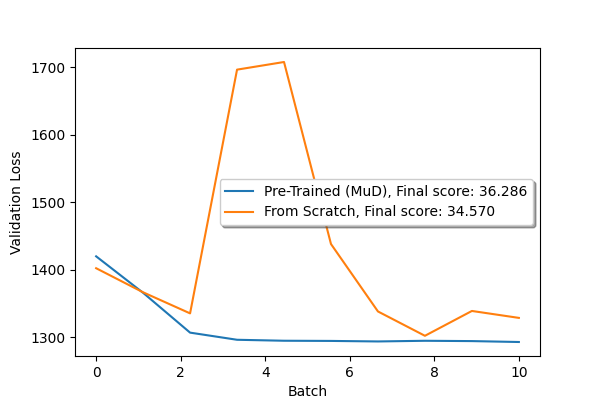 1700
1600
1500
1400
1300
Validation Loss
Pre-Trained (MuD), Final score: 36.286
From Scratch, Final score: 34.570
0 2 4 6 8 10
Batch